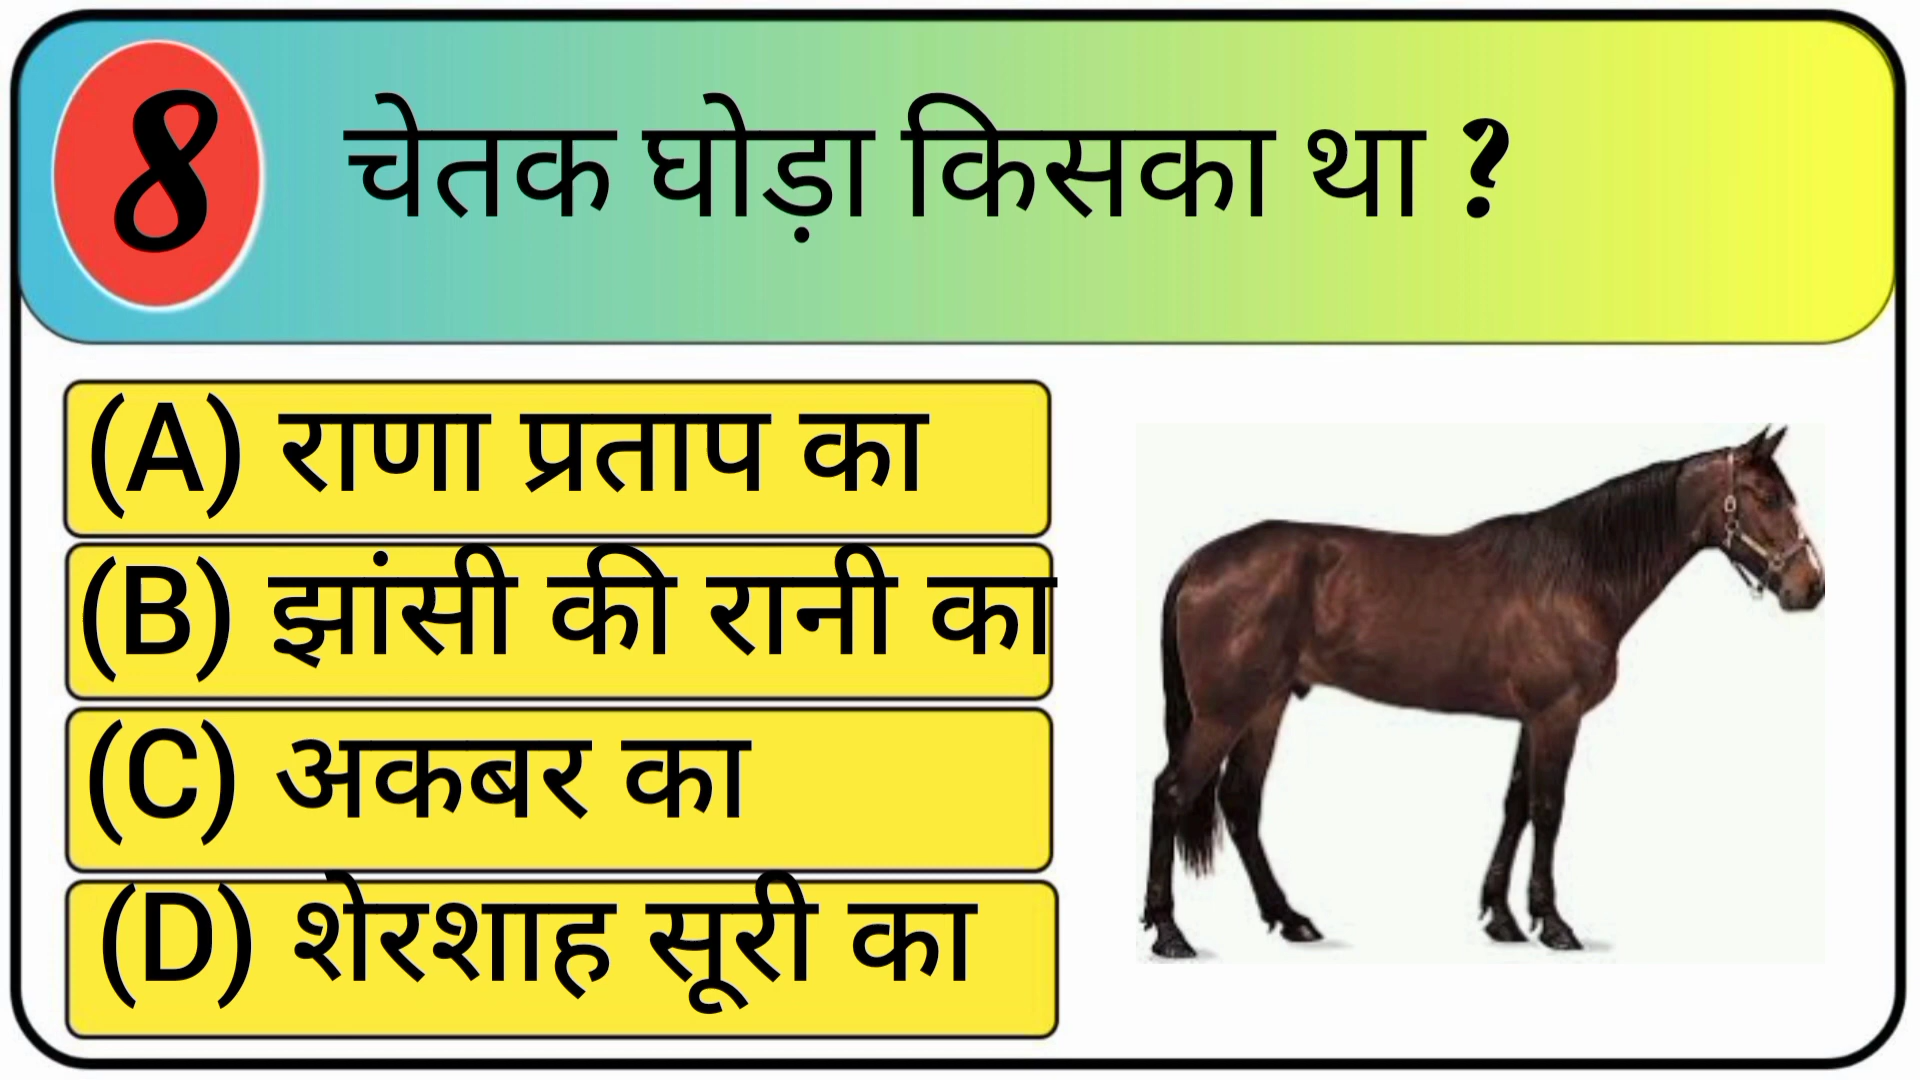 8 चेतक घोड़ा किसका था ?
(A) राणा प्रताप का
(B) झांसी की रानी का
(C) अकबर का
(D) शेरशाह सूरी का